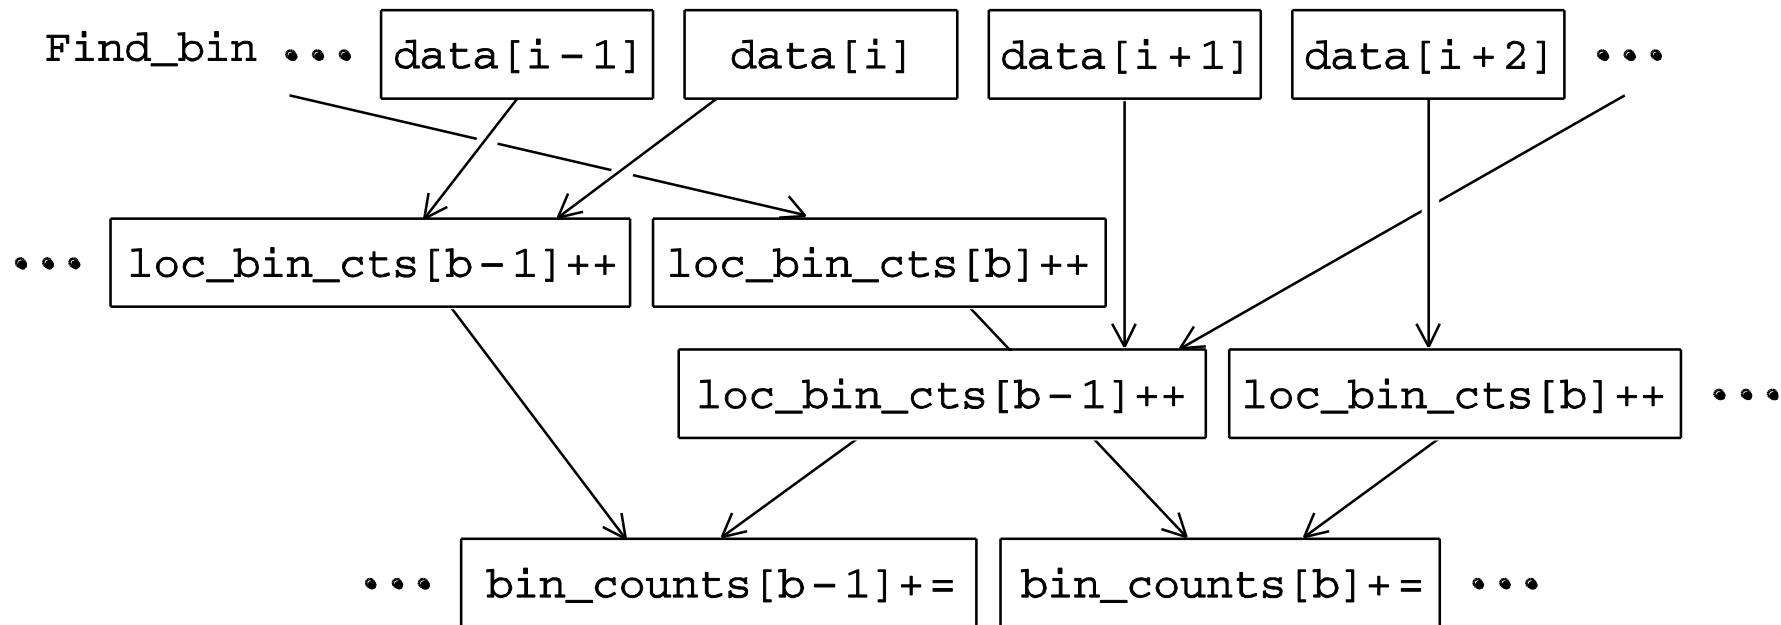 Find_bin ••• data[i-1] data[i] data[i+1] data[i+2] •••
••• loc_bin_cts[b-1]++ loc_bin_cts[b]++
loc_bin_cts[b-1]++ loc_bin_cts[b]++ •••
••• bin_counts[b-1]+= bin_counts[b]+= •••